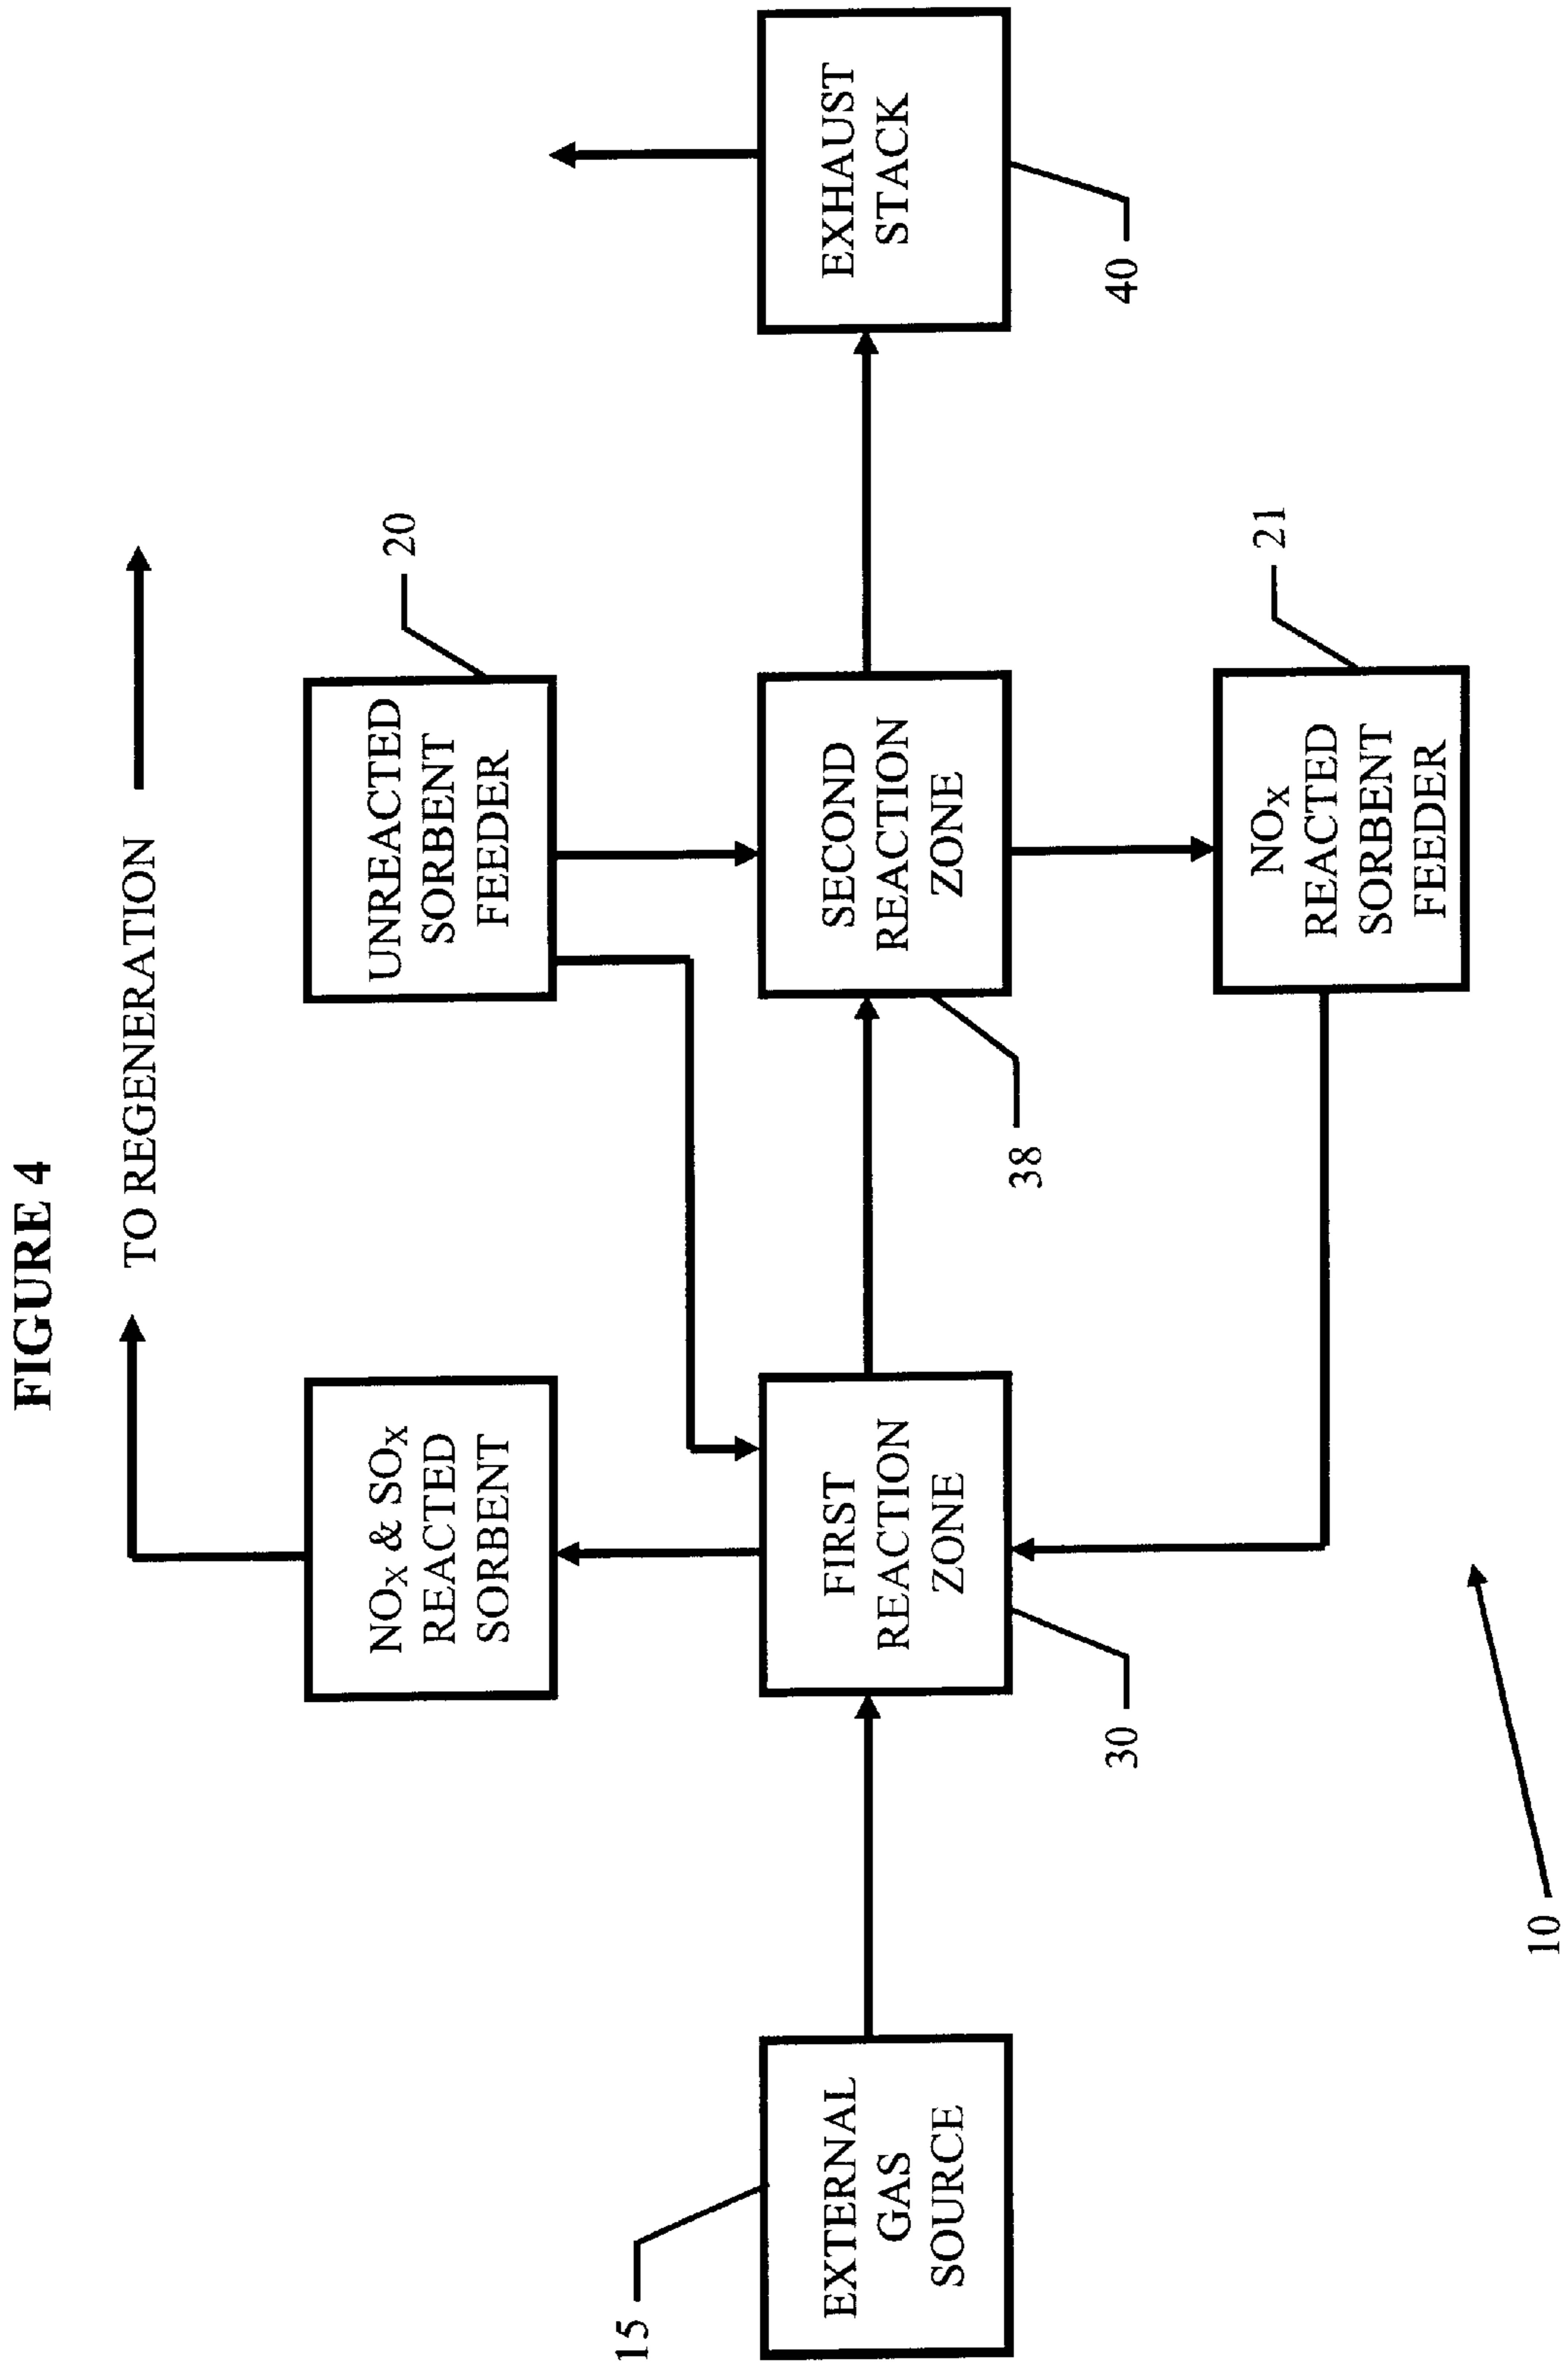 FIGURE 4
TO REGENERATION
NOX & SOX
REACTED
SORBENT
UNREACTED
SORBENT
FEEDER
20
15
EXTERNAL
GAS
SOURCE
FIRST
REACTION
ZONE
30
SECOND
REACTION
ZONE
38
EXHAUST
STACK
40
NOX
REACTED
SORBENT
FEEDER
21
10